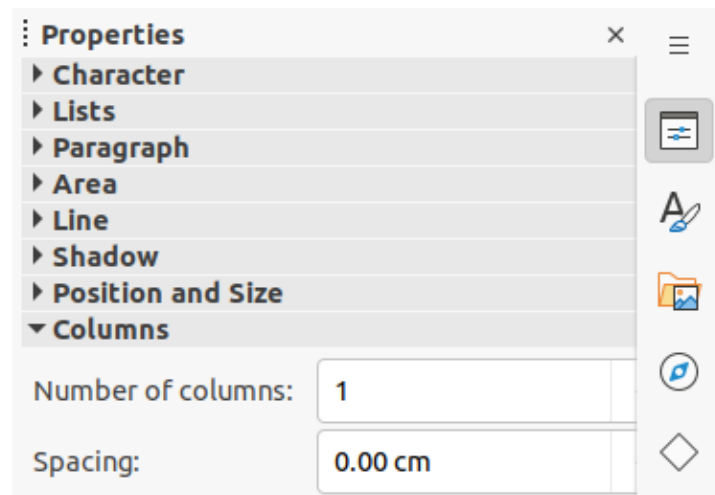 Properties
Character
Lists
Paragraph
Area
Line
Shadow
Position and Size
Columns
Number of columns: 1
Spacing: 0.00 cm